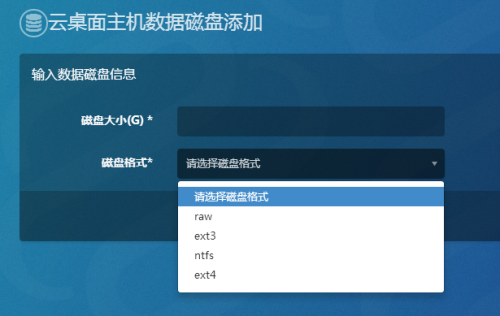 云桌面主机数据磁盘添加
输入数据磁盘信息
磁盘大小(G) *
磁盘格式*
请选择磁盘格式
请选择磁盘格式
raw
ext3
ntfs
ext4